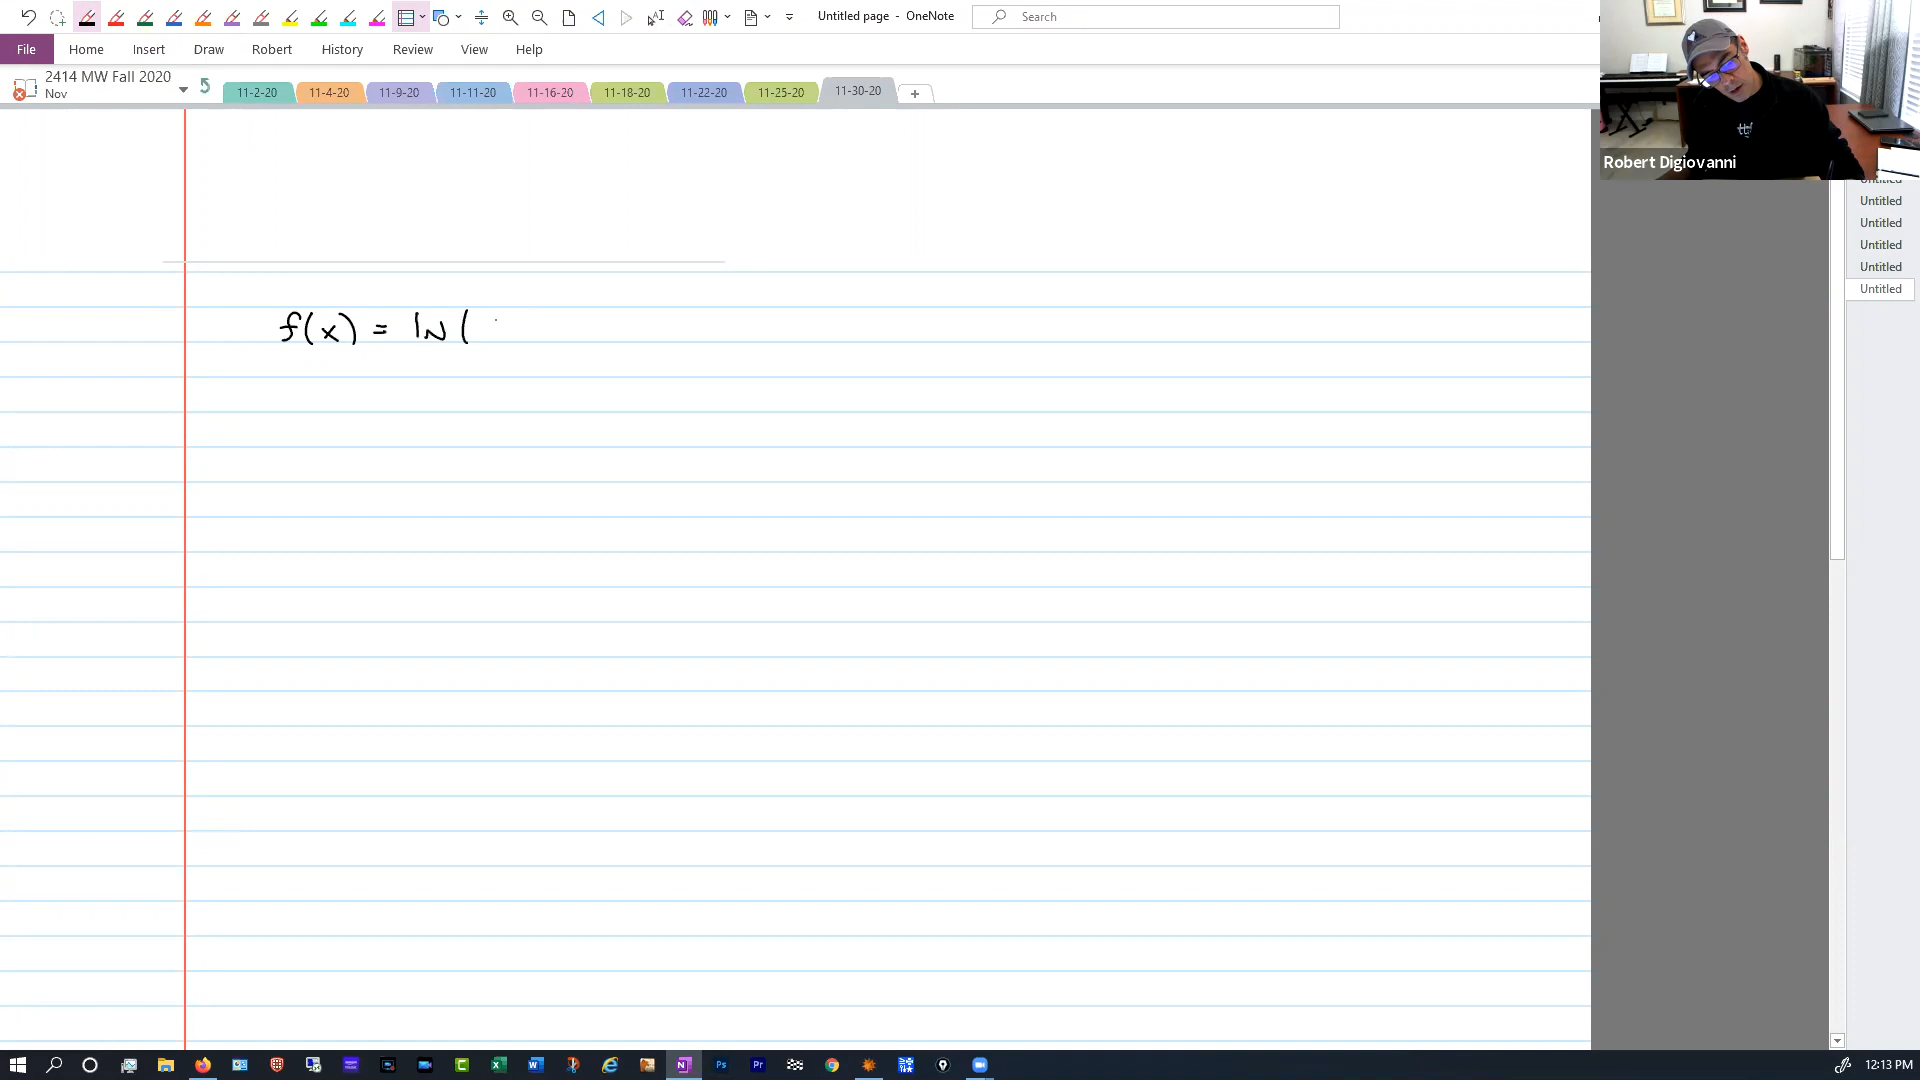 Untitled page - OneNote
Search
File Home Insert Draw Robert History Review View Help
2414 MW Fall 2020
Nov
11-2-20 11-4-20 11-9-20 11-11-20 11-16-20 11-18-20 11-22-20 11-25-20 11-30-20
Robert Digiovanni
Untitled
Untitled
Untitled
Untitled
Untitled
Untitled
f(x) = ln (
12:13 PM